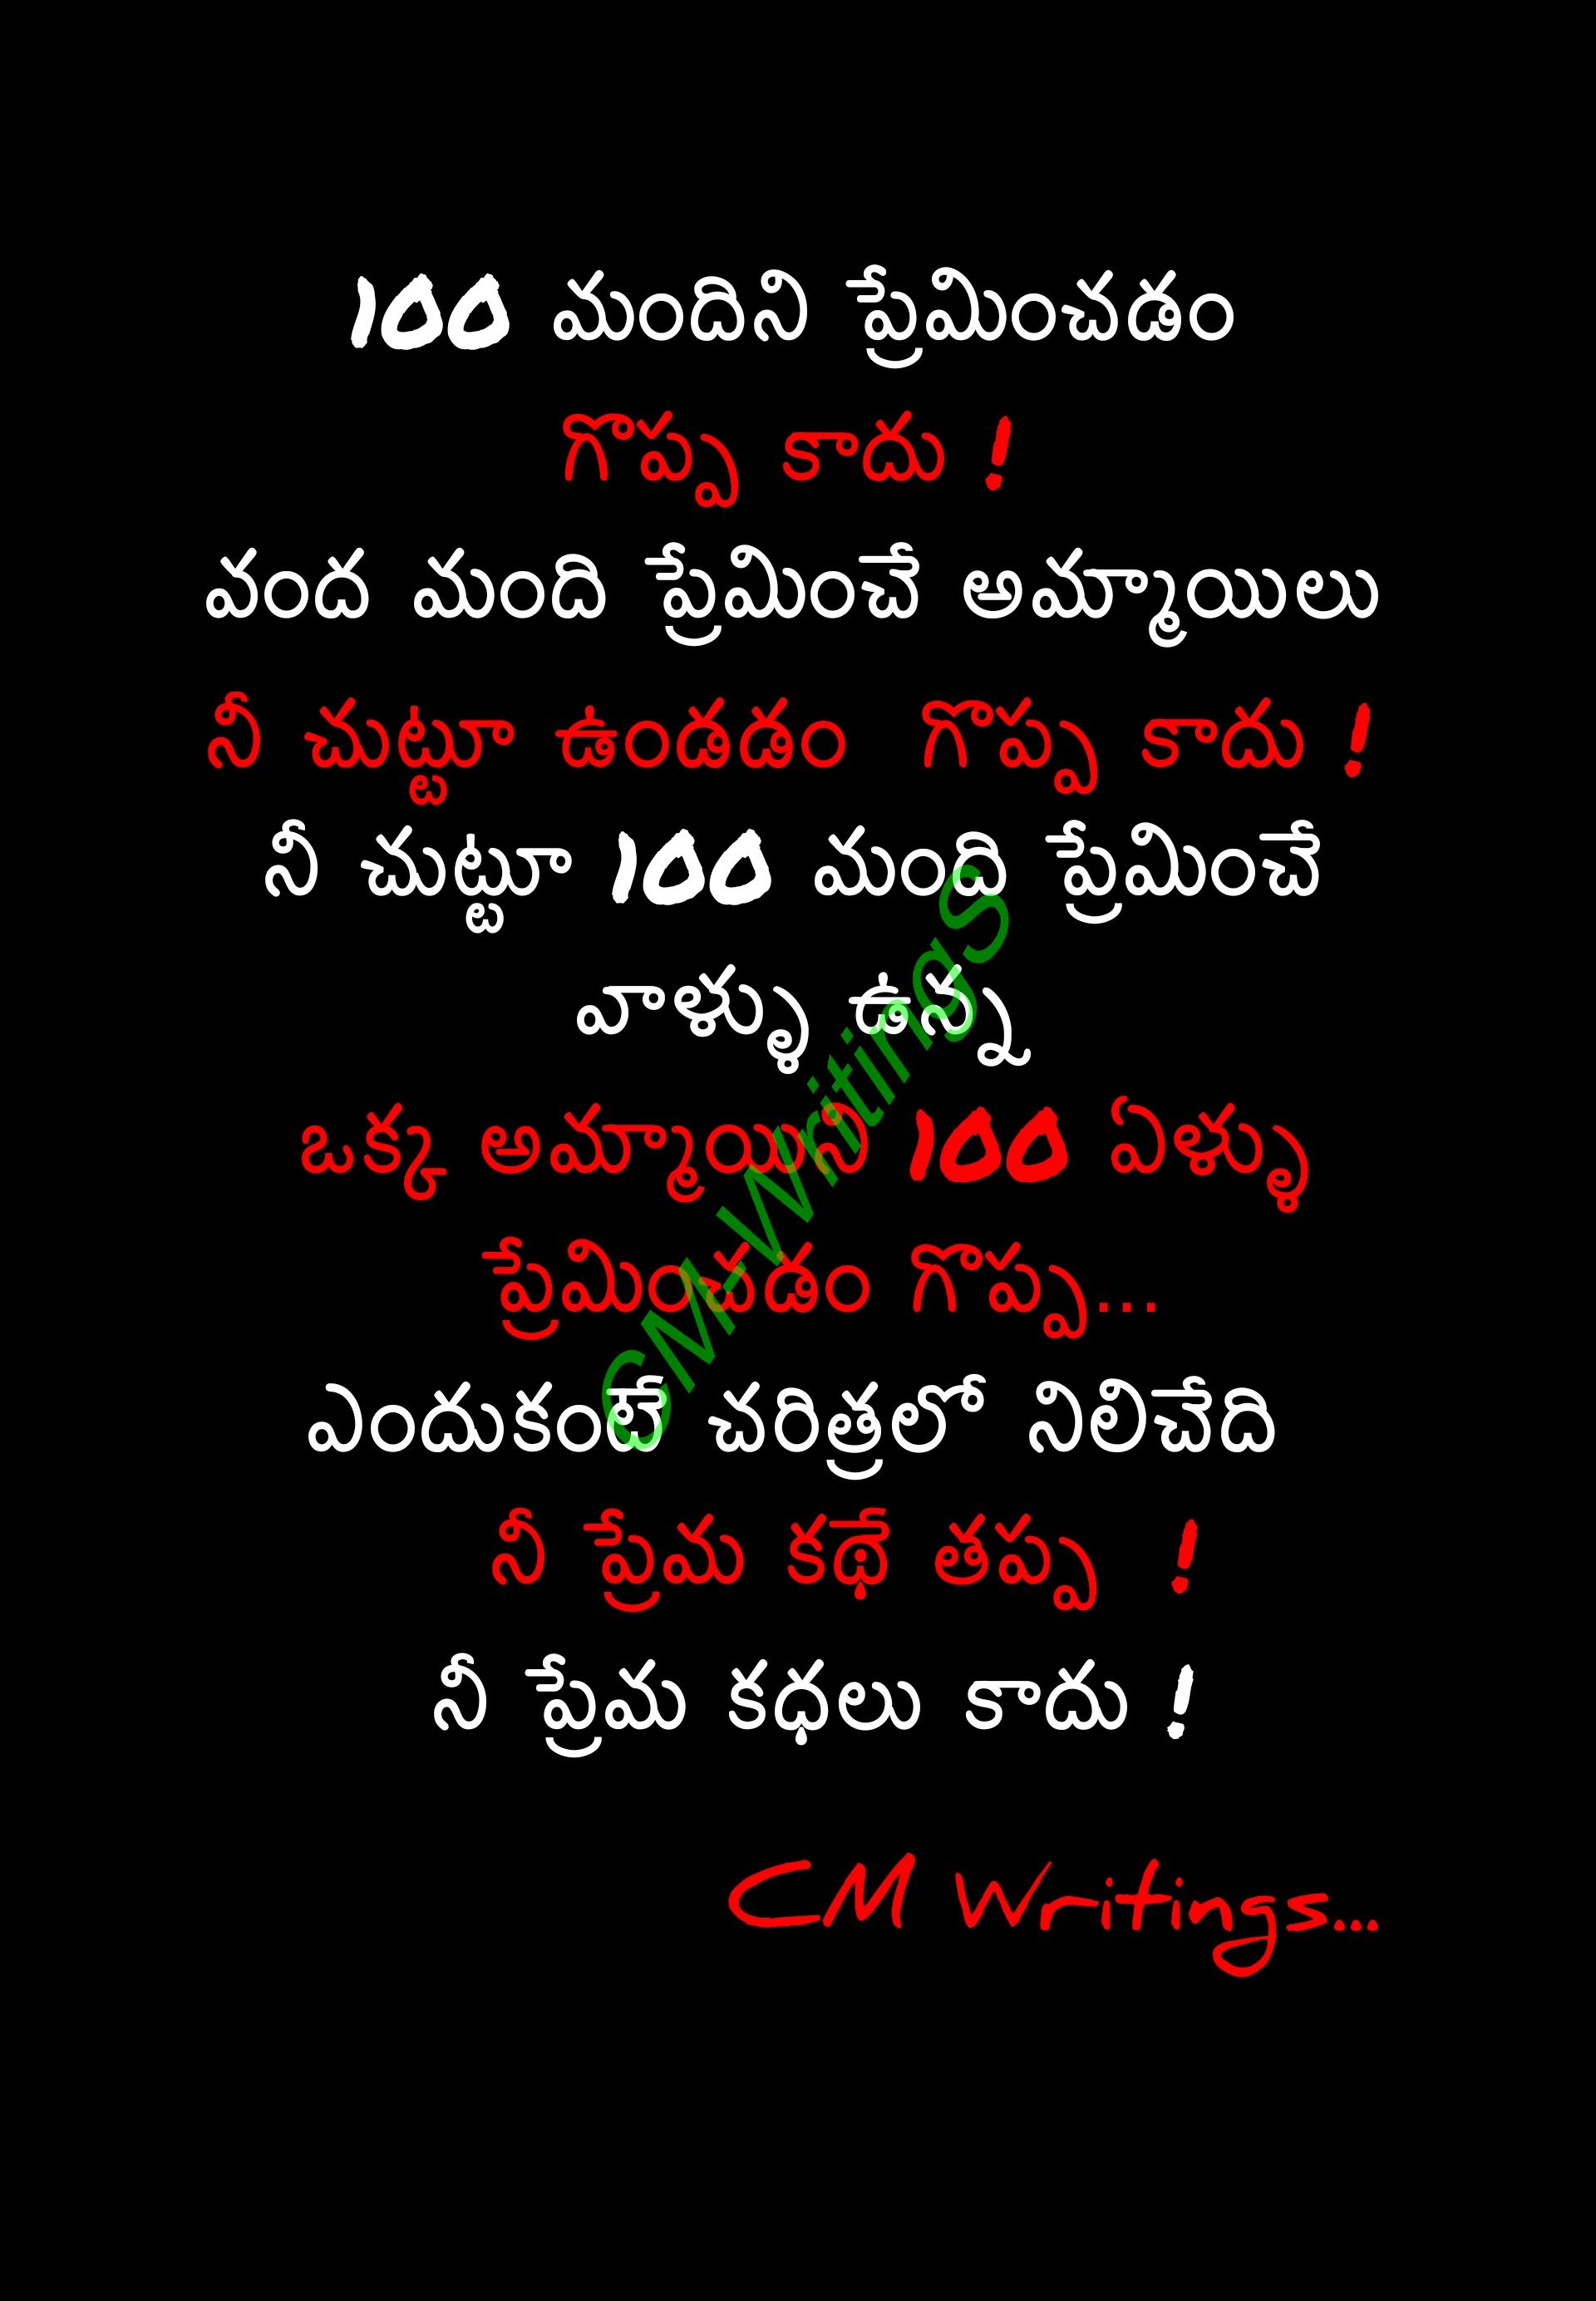 100 మందిని ప్రేమించడం
గొప్ప కాదు !
వంద మంది ప్రేమించే అమ్మాయిలు
నీ చుట్టూ ఉండడం గొప్ప కాదు !
నీ చుట్టూ 100 మంది ప్రేమించే
వాళ్ళు ఉన్న
ఒక్క అమ్మాయిని 100 ఏళ్ళు
ప్రేమించడం గొప్ప...
ఎందుకంటే చరిత్రలో నిలిచేది
నీ ప్రేమ కథే తప్ప !
నీ ప్రేమ కథలు కాదు !
CM Writings...
CM-WritingS